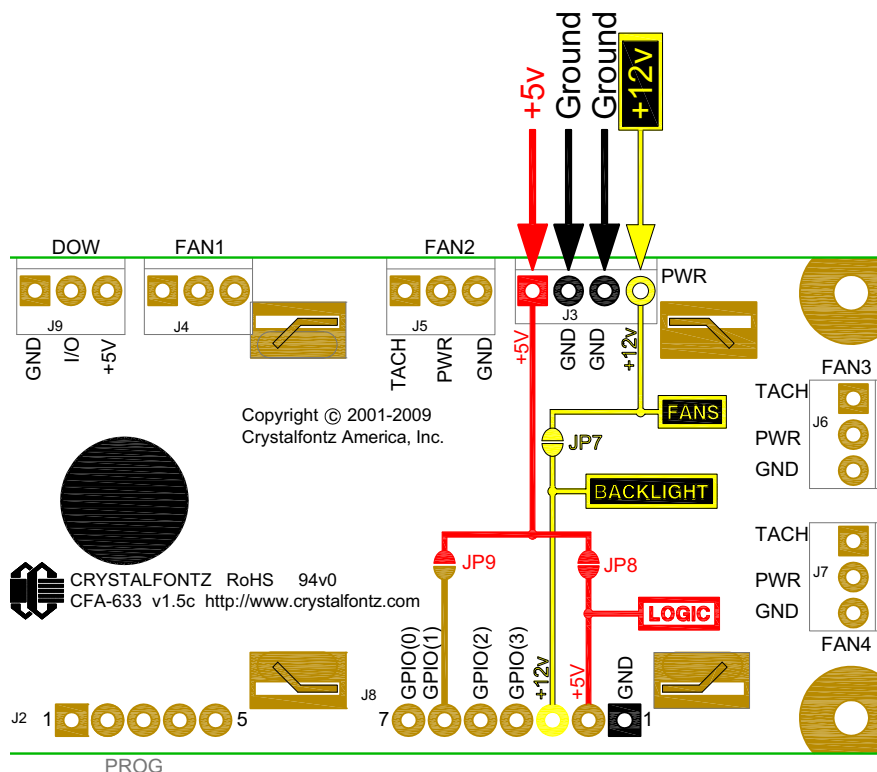 +5v
Ground
Ground
+12v
DOW
FAN1
FAN2
PWR
J9
J4
J5
J3
GND
I/O
+5V
TACH
PWR
GND
+5V
GND
GND
+12v
FAN3
TACH
J6
PWR
GND
Copyright © 2001-2009
Crystalfontz America, Inc.
FANS
JP7
BACKLIGHT
TACH
J7
PWR
GND
FAN4
JP9
JP8
CRYSTALFONTZ RoHS 94v0
CFA-633 v1.5c http://www.crystalfontz.com
LOGIC
GPIO(0)
GPIO(1)
GPIO(2)
GPIO(3)
+12v
+5V
GND
J8
J2
1
5
7
1
PROG